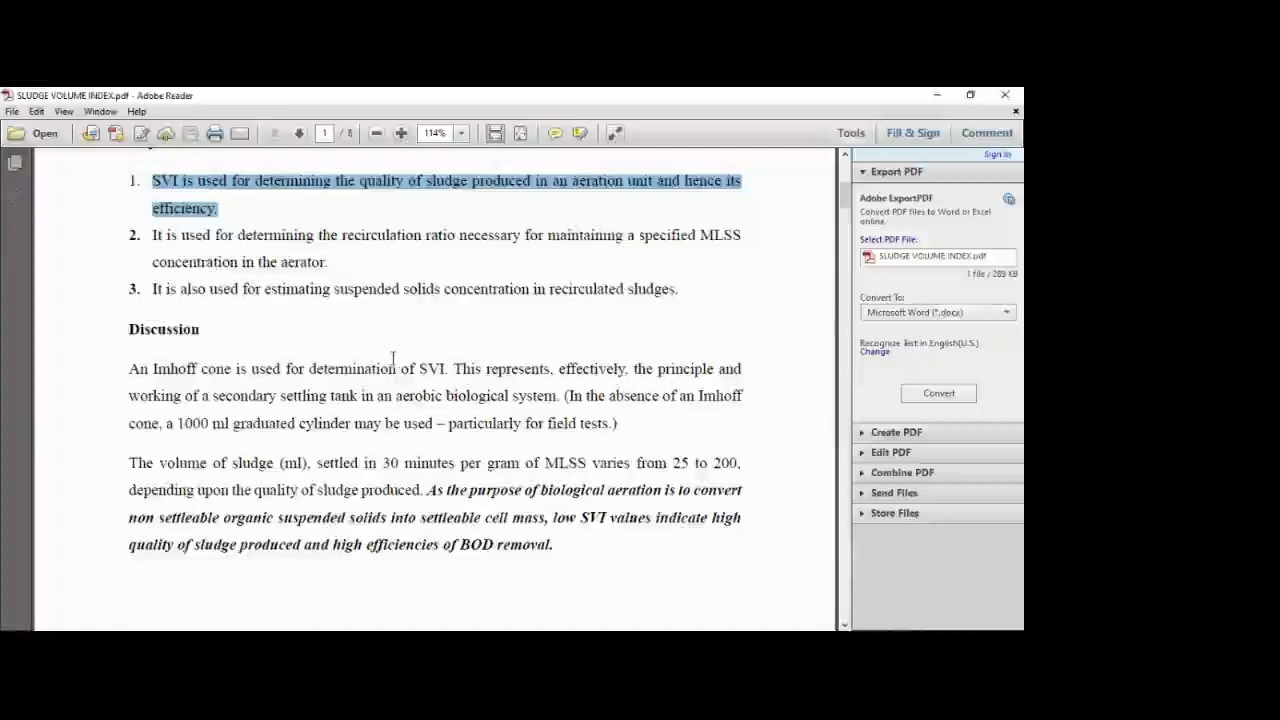 SLUDGE VOLUME INDEX.pdf - Adobe Reader
File Edit View Window Help
Open 1 / 8 114% Tools Fill & Sign Comment
Sign In
1. SVI is used for determining the quality of sludge produced in an aeration unit and hence its
efficiency.
2. It is used for determining the recirculation ratio necessary for maintaining a specified MLSS
concentration in the aerator.
3. It is also used for estimating suspended solids concentration in recirculated sludges.
Discussion
An Imhoff cone is used for determination of SVI. This represents, effectively, the principle and
working of a secondary settling tank in an aerobic biological system. (In the absence of an Imhoff
cone, a 1000 ml graduated cylinder may be used – particularly for field tests.)
The volume of sludge (ml), settled in 30 minutes per gram of MLSS varies from 25 to 200,
depending upon the quality of sludge produced. As the purpose of biological aeration is to convert
non settleable organic suspended solids into settleable cell mass, low SVI values indicate high
quality of sludge produced and high efficiencies of BOD removal.
Export PDF
Adobe ExportPDF
Convert PDF files to Word or Excel
online.
Select PDF File:
SLUDGE VOLUME INDEX.pdf
1 file / 289 KB
Convert To:
Microsoft Word (*.docx)
Recognize Text in English(U.S.)
Change
Convert
Create PDF
Edit PDF
Combine PDF
Send Files
Store Files